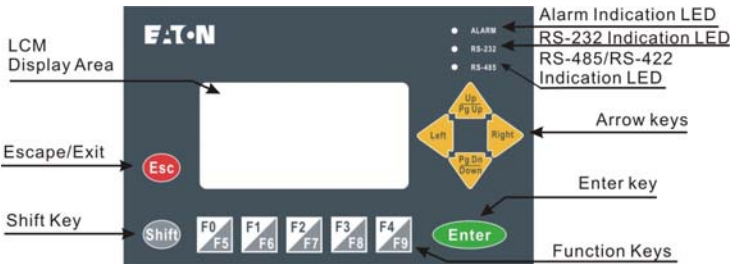 LCM
Display Area
Escape/Exit
Shift Key
EATON
ALARM
RS-232
RS-485
Up
Pg Up
Left
Right
Pg Dn
Down
Esc
Shift
F0
F5
F1
F6
F2
F7
F3
F8
F4
F9
Enter
Alarm Indication LED
RS-232 Indication LED
RS-485/RS-422
Indication LED
Arrow keys
Enter key
Function Keys